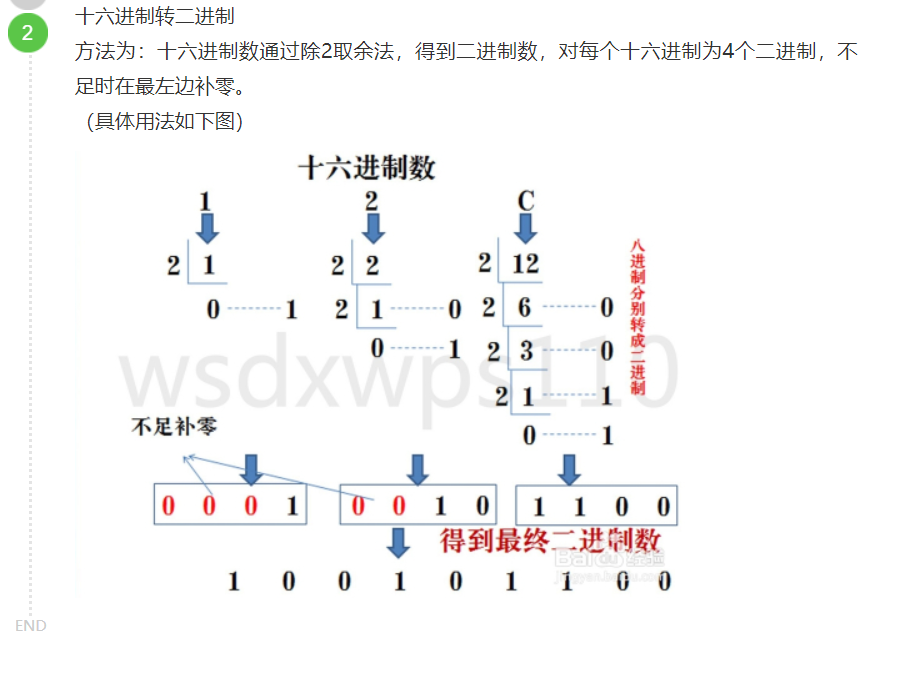 2
十六进制转二进制
方法为：十六进制数通过除2取余法，得到二进制数，对每个十六进制为4个二进制，不
足时在最左边补零。
（具体用法如下图）
十六进制数
1 2 C
2 1 2 2 2 12
0 1 2 1 0 2 6 0
0 1 2 3 0
2 1 1
0 1
八进制分别转成二进制
wsdxwps110
不足补零
0 0 0 1 0 0 1 0 1 1 0 0
得到最终二进制数
1 0 0 1 0 1 1 0 0
Baidu经验
jingyan.baidu.com
END